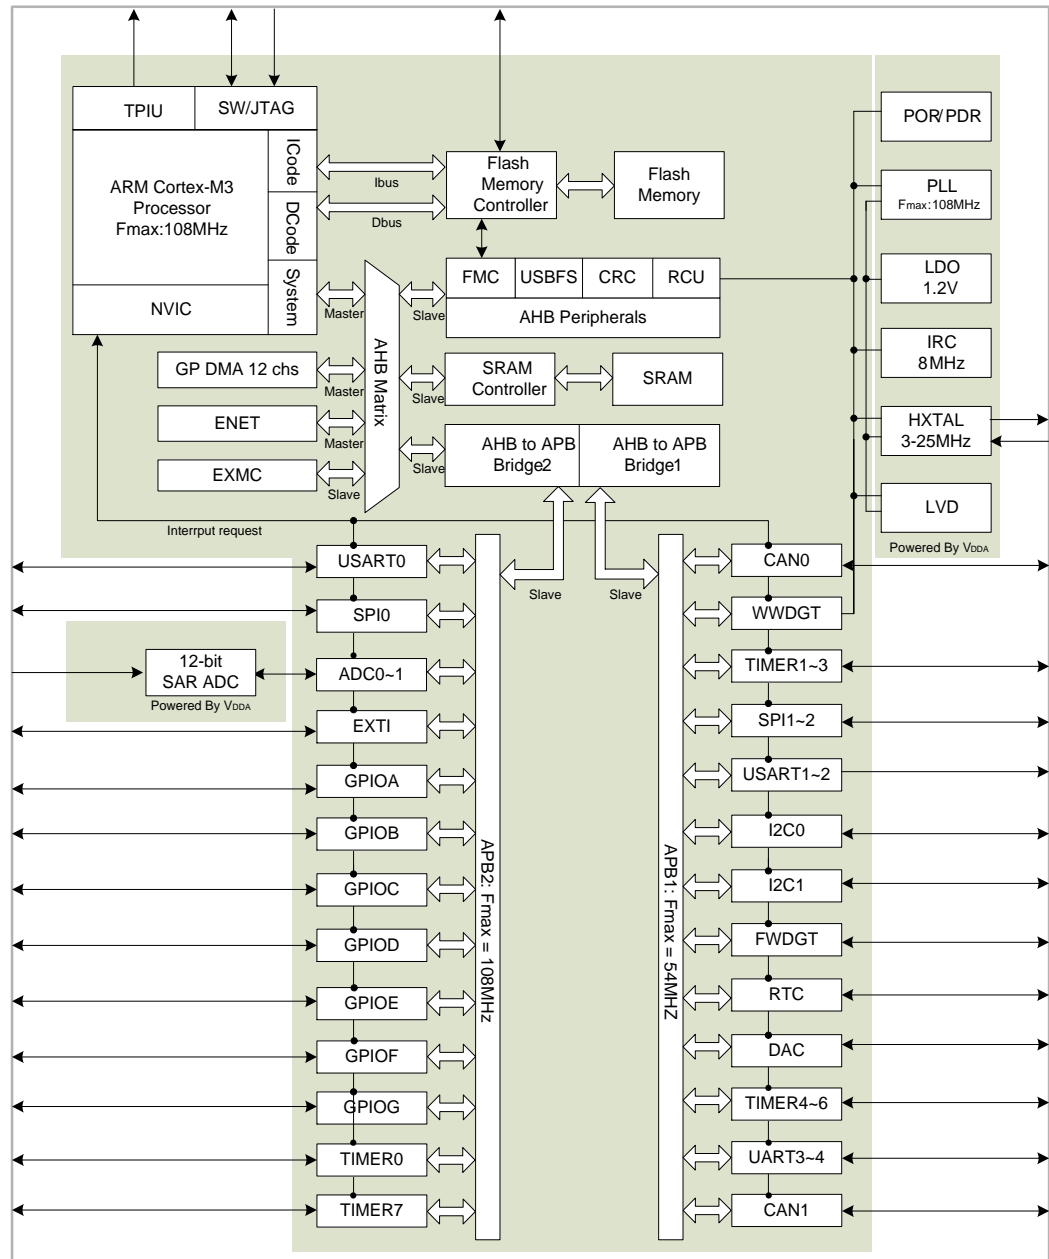 TPIU
SW/JTAG
POR/PDR
ICode
ARM Cortex-M3
Processor
Fmax:108MHz
Ibus
Flash
Memory
Controller
Flash
Memory
PLL
Fmax:108MHz
DCode
Dbus
LDO
1.2V
System
FMC
USBFS
CRC
RCU
NVIC
Master
Slave
AHB Peripherals
IRC
8MHz
AHB Matrix
GP DMA 12 chs
Master
Slave
SRAM
Controller
SRAM
ENET
Master
HXTAL
3-25MHz
AHB to APB
Bridge2
AHB to APB
Bridge1
EXMC
Slave
Slave
LVD
Interrput request
Powered By VDDA
USART0
Slave
Slave
CAN0
SPI0
WWDGT
12-bit
SAR ADC
Powered By VDDA
ADC0~1
TIMER1~3
EXTI
SPI1~2
GPIOA
USART1~2
GPIOB
I2C0
APB2: Fmax = 108MHz
APB1: Fmax = 54MHZ
GPIOC
I2C1
GPIOD
FWDGT
GPIOE
RTC
GPIOF
DAC
GPIOG
TIMER4~6
TIMER0
UART3~4
TIMER7
CAN1